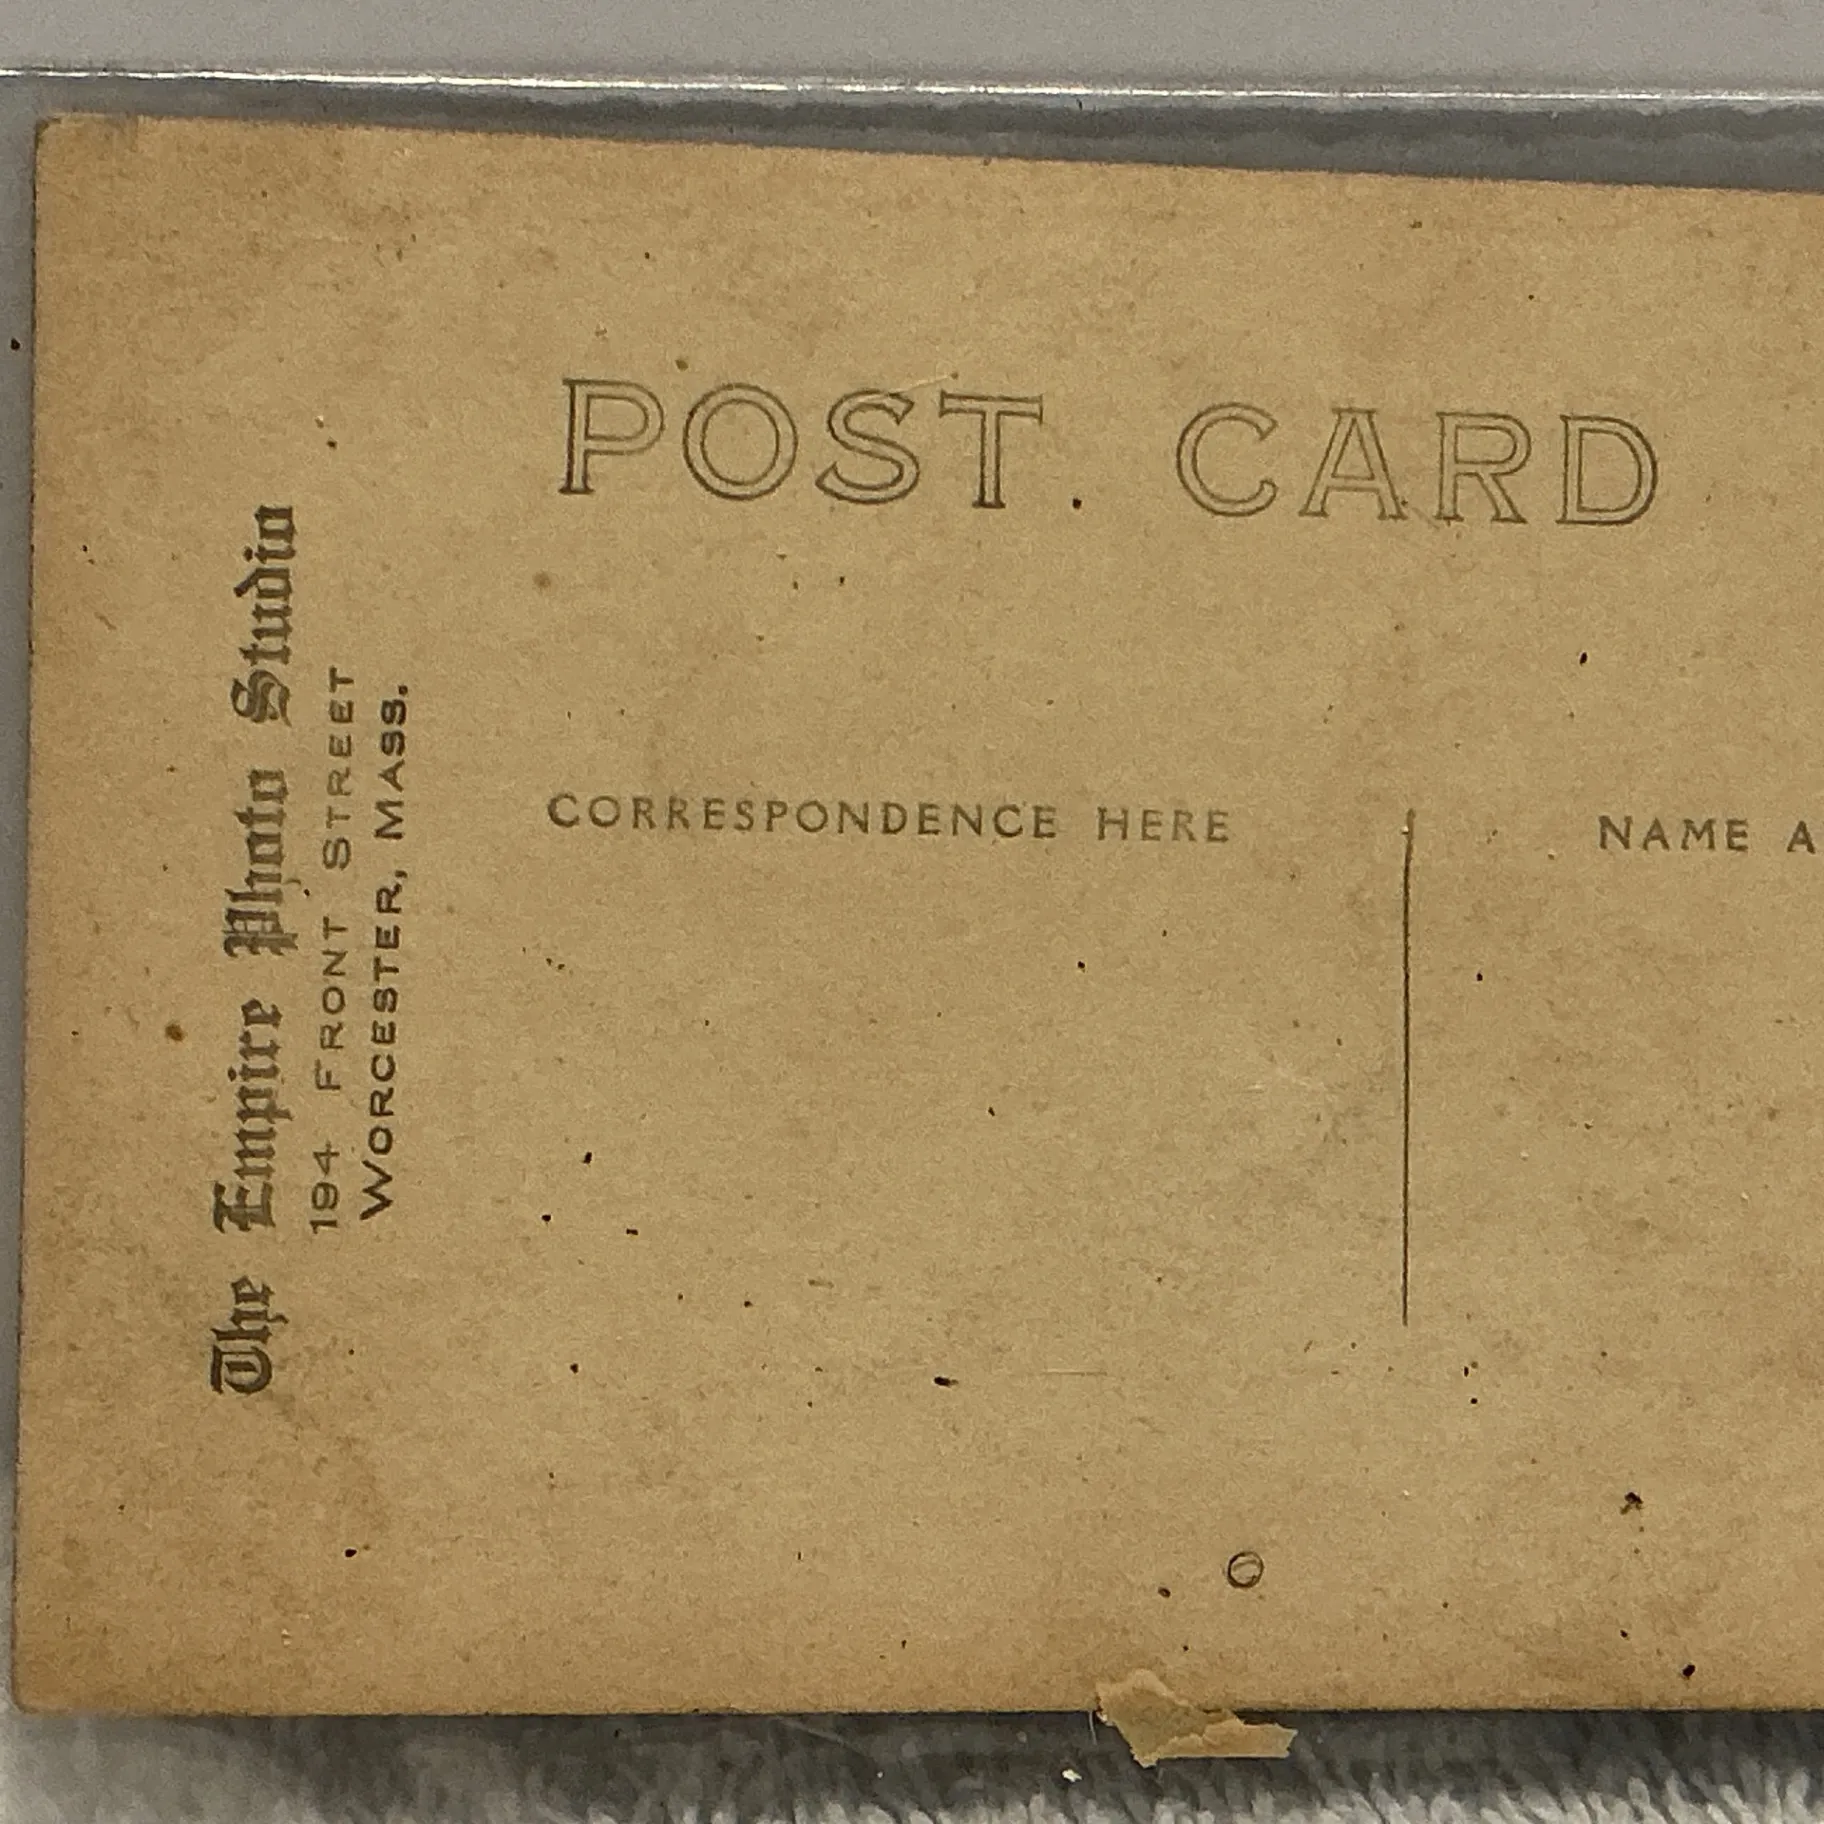 POST CARD
The Empire Photo Studio
194 FRONT STREET
WORCESTER, MASS.
CORRESPONDENCE HERE
NAME A